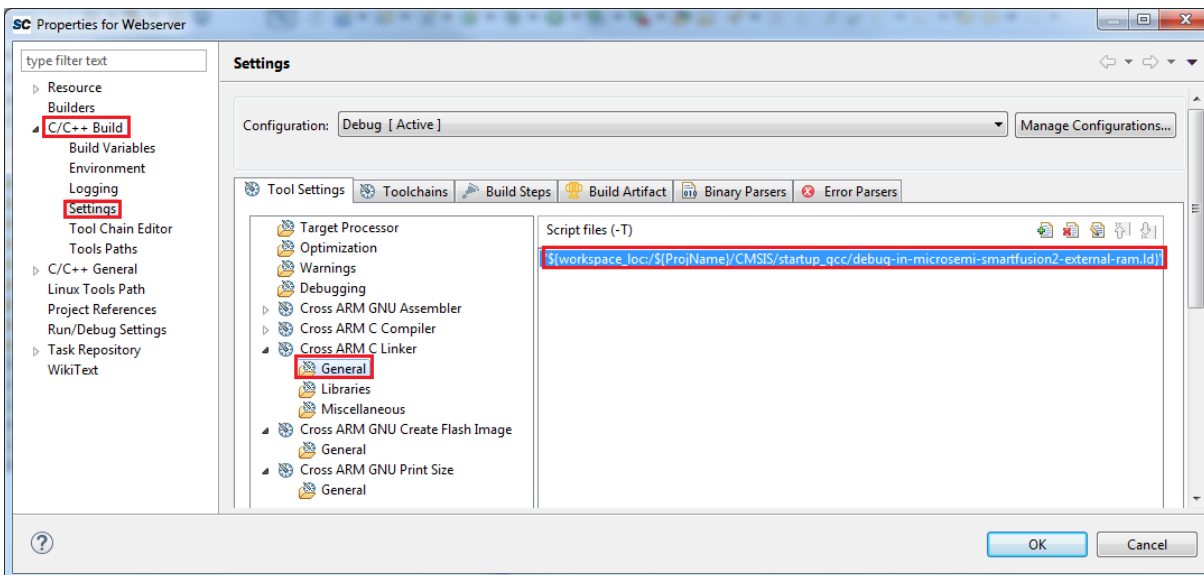 SC Properties for Webserver
type filter text
Resource
Builders
C/C++ Build
Build Variables
Environment
Logging
Settings
Tool Chain Editor
Tools Paths
C/C++ General
Linux Tools Path
Project References
Run/Debug Settings
Task Repository
WikiText
Settings
Configuration: Debug [ Active ]
Manage Configurations...
Tool Settings
Toolchains
Build Steps
Build Artifact
Binary Parsers
Error Parsers
Target Processor
Optimization
Warnings
Debugging
Cross ARM GNU Assembler
Cross ARM C Compiler
Cross ARM C Linker
General
Libraries
Miscellaneous
Cross ARM GNU Create Flash Image
General
Cross ARM GNU Print Size
General
Script files (-T)
"${workspace_loc:/${ProjName}/CMSIS/startup_gcc/debug-in-microsemi-smartfusion2-external-ram.ld}"
OK
Cancel